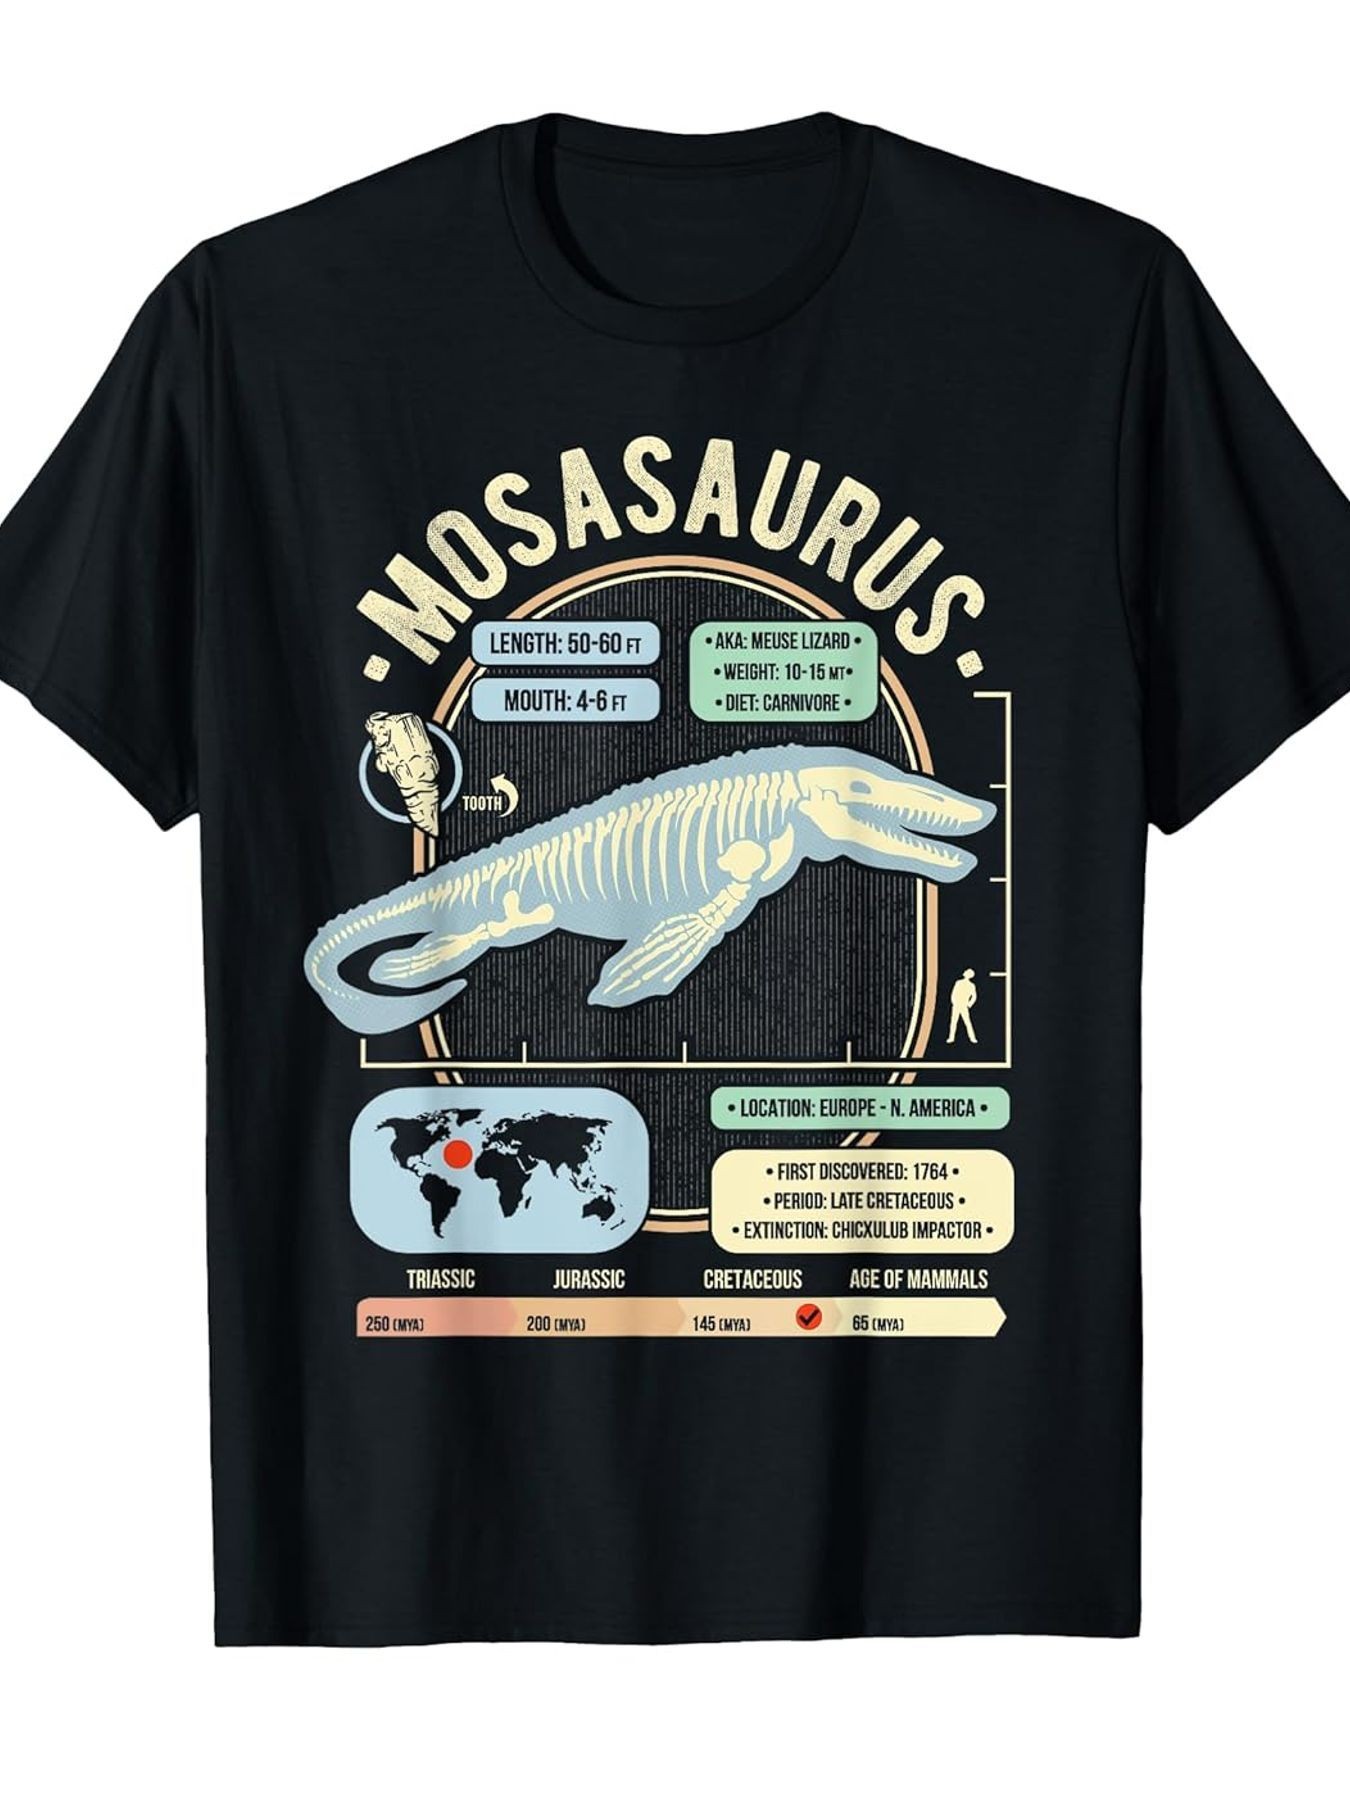 • MOSASAURUS •
LENGTH: 50-60 FT
MOUTH: 4-6 FT
• AKA: MEUSE LIZARD •
• WEIGHT: 10-15 MT•
• DIET: CARNIVORE •
TOOTH
• LOCATION: EUROPE - N. AMERICA •
• FIRST DISCOVERED: 1764 •
• PERIOD: LATE CRETACEOUS •
• EXTINCTION: CHICXULUB IMPACTOR •
TRIASSIC JURASSIC CRETACEOUS AGE OF MAMMALS
250 (MYA) 200 (MYA) 145 (MYA) 65 (MYA)